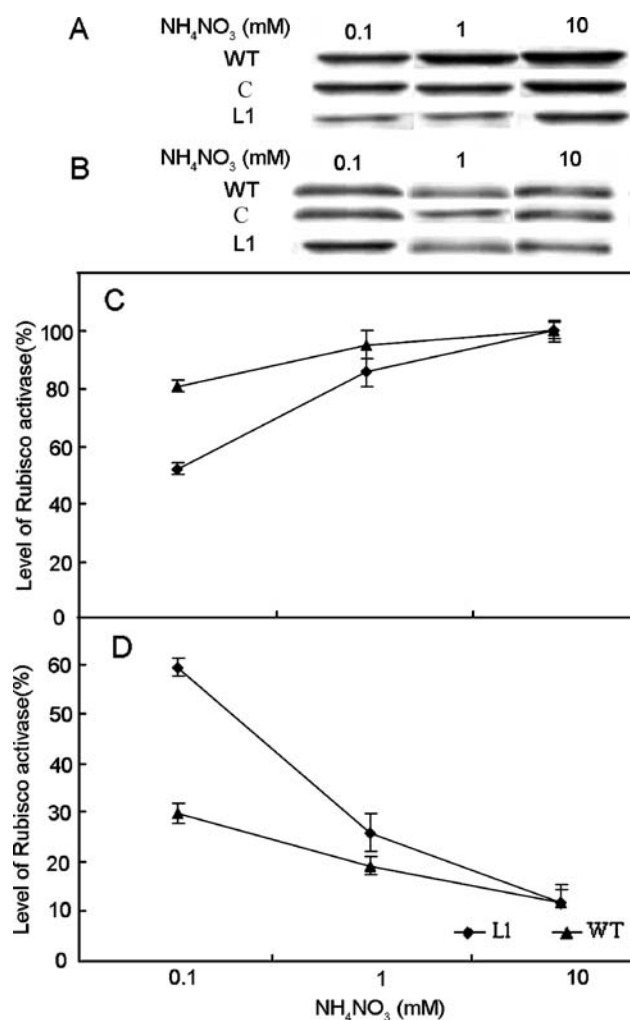 A
NH₄NO₃ (mM) 0.1 1 10
WT
C
L1
B
NH₄NO₃ (mM) 0.1 1 10
WT
C
L1
C
Level of Rubisco activase(%)
100
80
60
40
20
0
D
Level of Rubisco activase(%)
60
50
40
30
20
10
0
L1 WT
0.1 1 10
NH₄NO₃ (mM)